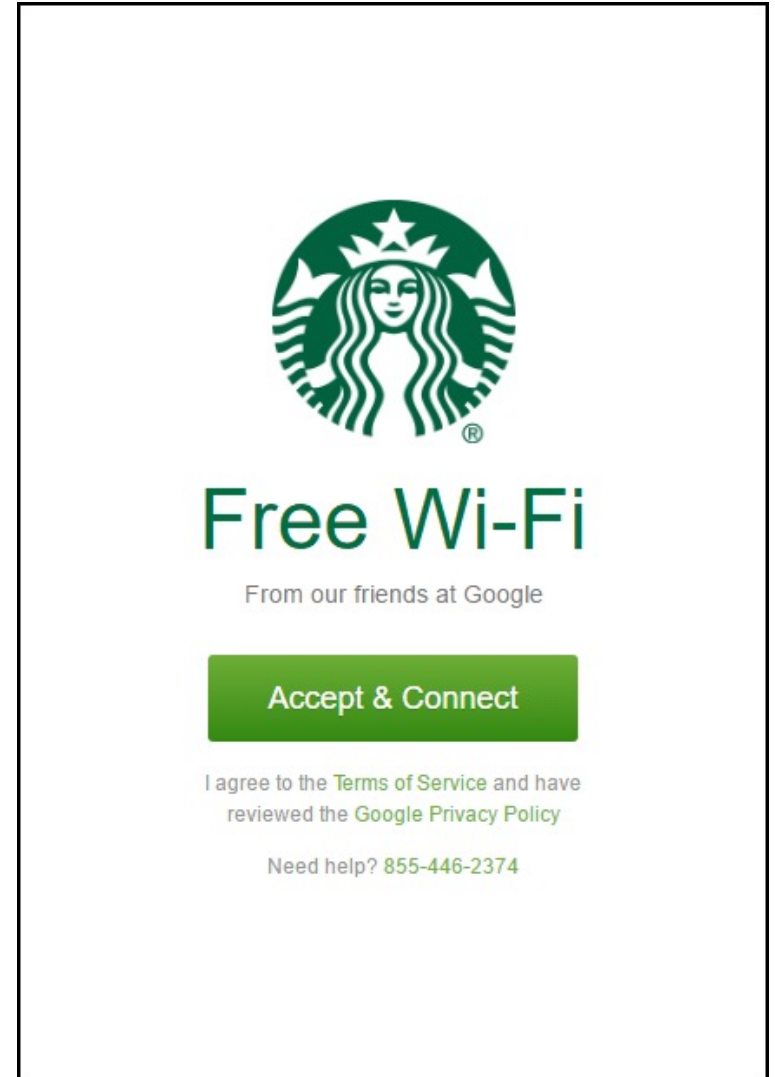 ®
Free Wi-Fi
From our friends at Google
Accept & Connect
I agree to the Terms of Service and have
reviewed the Google Privacy Policy
Need help? 855-446-2374